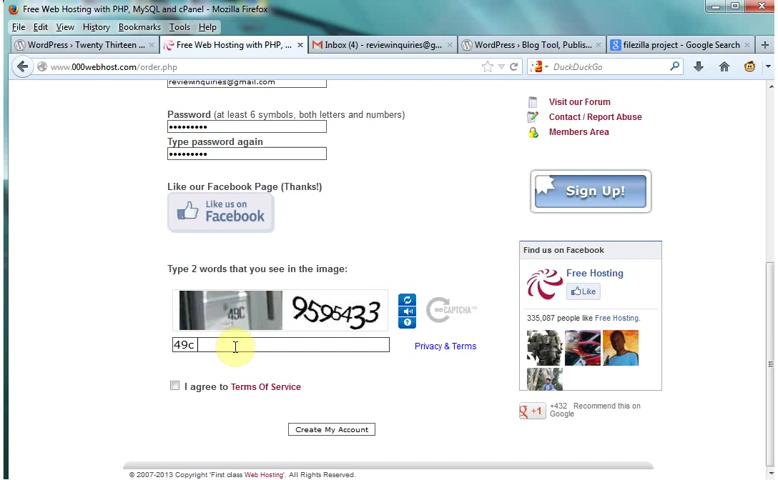 Free Web Hosting with PHP, MySQL and cPanel - Mozilla Firefox
File Edit View History Bookmarks Tools Help
WordPress › Twenty Thirteen
Free Web Hosting with PHP, ...
Inbox (4) - reviewinquiries@g...
WordPress › Blog Tool, Publis...
filezilla project - Google Search
www.000webhost.com/order.php
DuckDuckGo
reviewinquiries@gmail.com
Password (at least 6 symbols, both letters and numbers)
Type password again
Like our Facebook Page (Thanks!)
Like us on
Facebook
Type 2 words that you see in the image:
49C
9595433
reCAPTCHA
49c
Privacy & Terms
I agree to Terms Of Service
Create My Account
Visit our Forum
Contact / Report Abuse
Members Area
Sign Up!
Find us on Facebook
Free Hosting
Like
335,087 people like Free Hosting.
g +1
+432 Recommend this on
Google
© 2007-2013 Copyright 'First class Web Hosting'. All Rights Reserved.